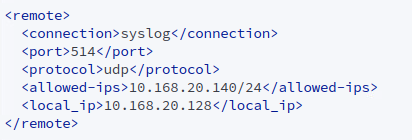 <remote>
  <connection>syslog</connection>
  <port>514</port>
  <protocol>udp</protocol>
  <allowed-ips>10.168.20.140/24</allowed-ips>
  <local_ip>10.168.20.128</local_ip>
</remote>